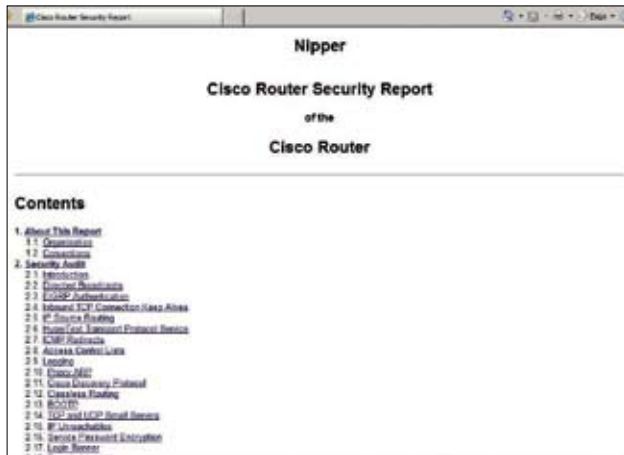 Cisco Router Security Report
Nipper
Cisco Router Security Report
of the
Cisco Router
Contents
1. About This Report
1.1. Organisation
1.2. Conventions
2. Security Audit
2.1. Introduction
2.2. Directed Broadcasts
2.3. EIGRP Authentication
2.4. Inbound TCP Connection Keep Alives
2.5. IP Source Routing
2.6. HyperText Transport Protocol Service
2.7. ICMP Redirects
2.8. Access Control Lists
2.9. Logging
2.10. Proxy ARP
2.11. Cisco Discovery Protocol
2.12. Classless Routing
2.13. BOOTP
2.14. TCP and UDP Small Servers
2.15. IP Unreachables
2.16. Service Password Encryption
2.17. Login Banner